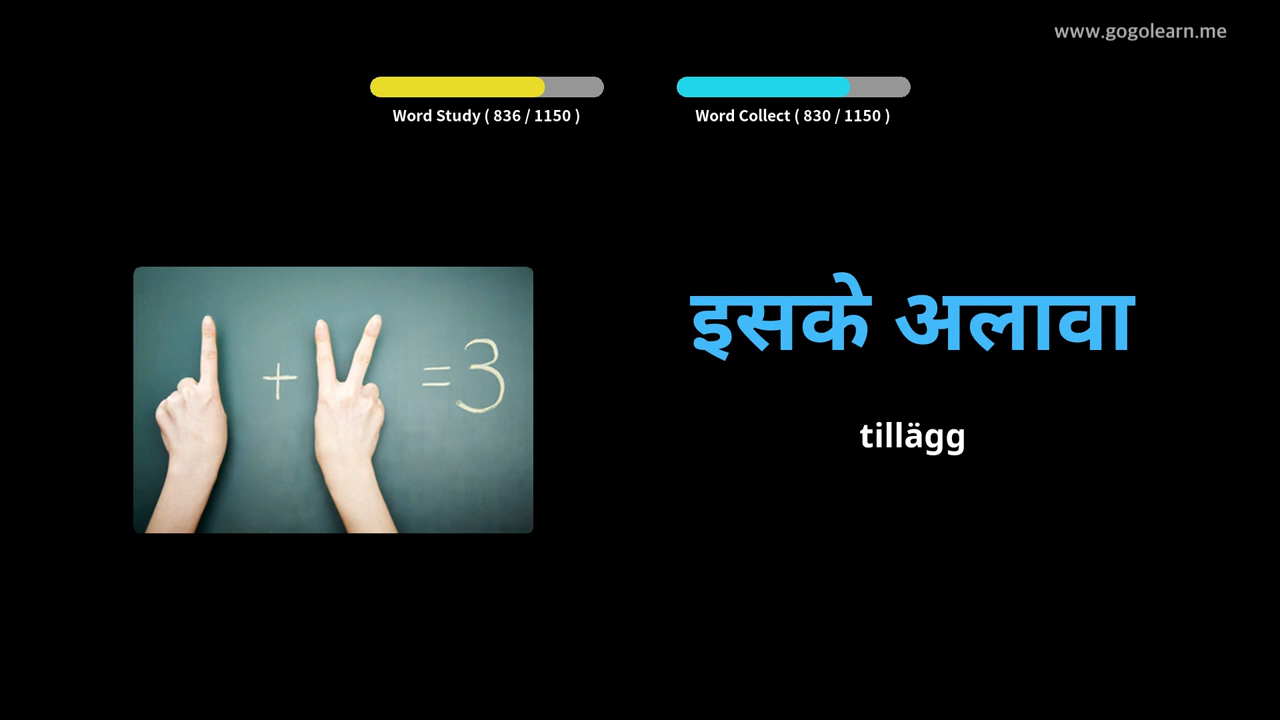 www.gogolearn.me
Word Study ( 836 / 1150 )
Word Collect ( 830 / 1150 )
+ =3
इसके अलावा
tillägg